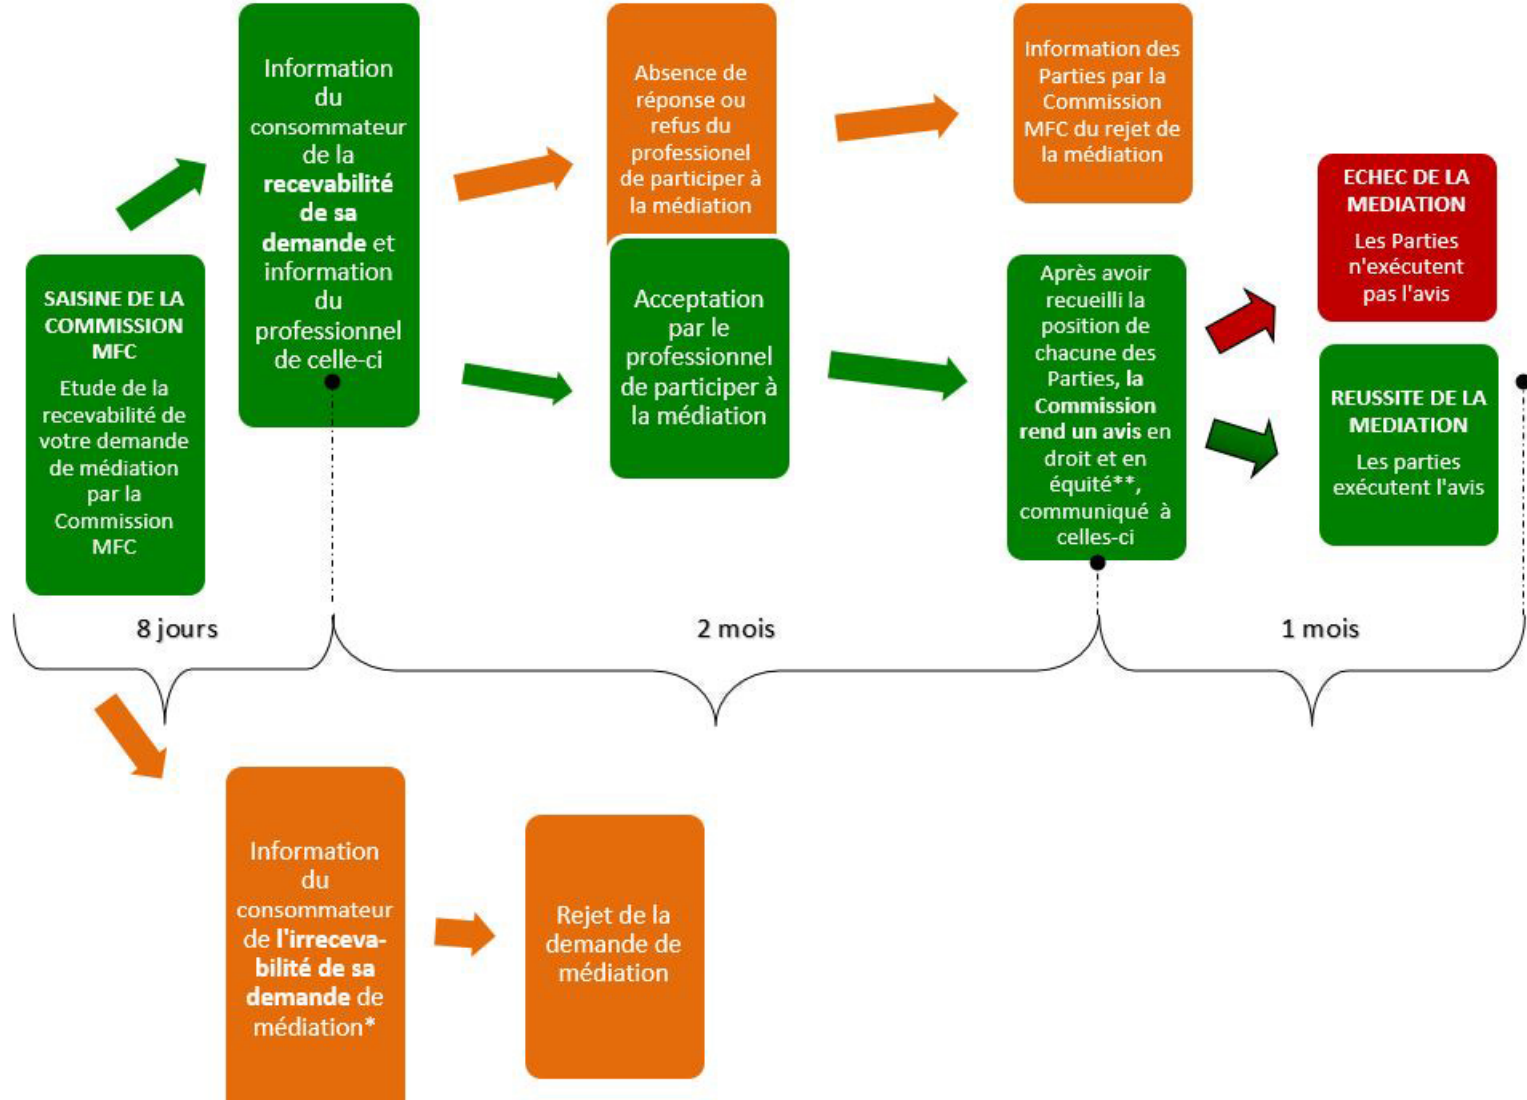 SAISINE DE LA
COMMISSION
MFC
Etude de la
recevabilité de
votre demande
de médiation
par la
Commission
MFC
Information
du
consommateur
de la
recevabilité
de sa
demande et
information
du
professionnel
de celle-ci
Absence de
réponse ou
refus du
professionel
de participer à
la médiation
Information des
Parties par la
Commission
MFC du rejet de
la médiation
Acceptation
par le
professionnel
de participer à
la médiation
Après avoir
recueilli la
position de
chacune des
Parties, la
Commission
rend un avis en
droit et en
équité**,
communiqué à
celles-ci
ECHEC DE LA
MEDIATION
Les Parties
n'exécutent
pas l'avis
REUSSITE DE LA
MEDIATION
Les parties
exécutent l'avis
8 jours
2 mois
1 mois
Information
du
consommateur
de l'irreceva-
bilité de sa
demande de
médiation*
Rejet de la
demande de
médiation